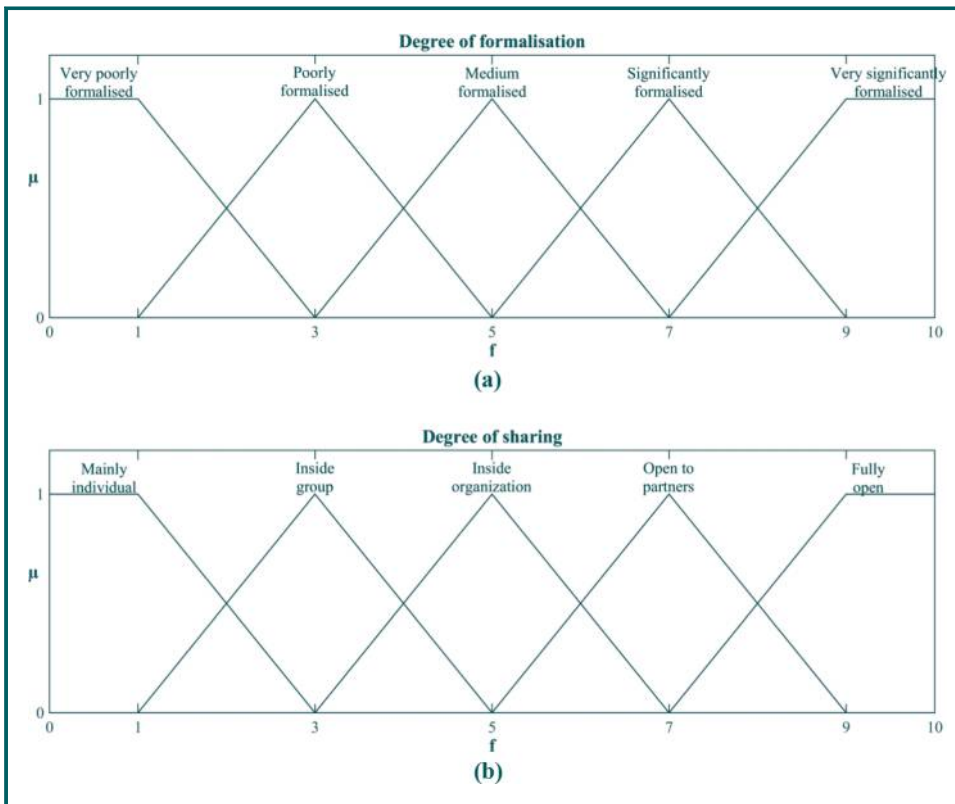 Degree of formalisation
Very poorly
formalised
Poorly
formalised
Medium
formalised
Significantly
formalised
Very significantly
formalised
1
μ
0
0 1 3 5 7 9 10
f
(a)
Degree of sharing
Mainly
individual
Inside
group
Inside
organization
Open to
partners
Fully
open
1
μ
0
0 1 3 5 7 9 10
f
(b)